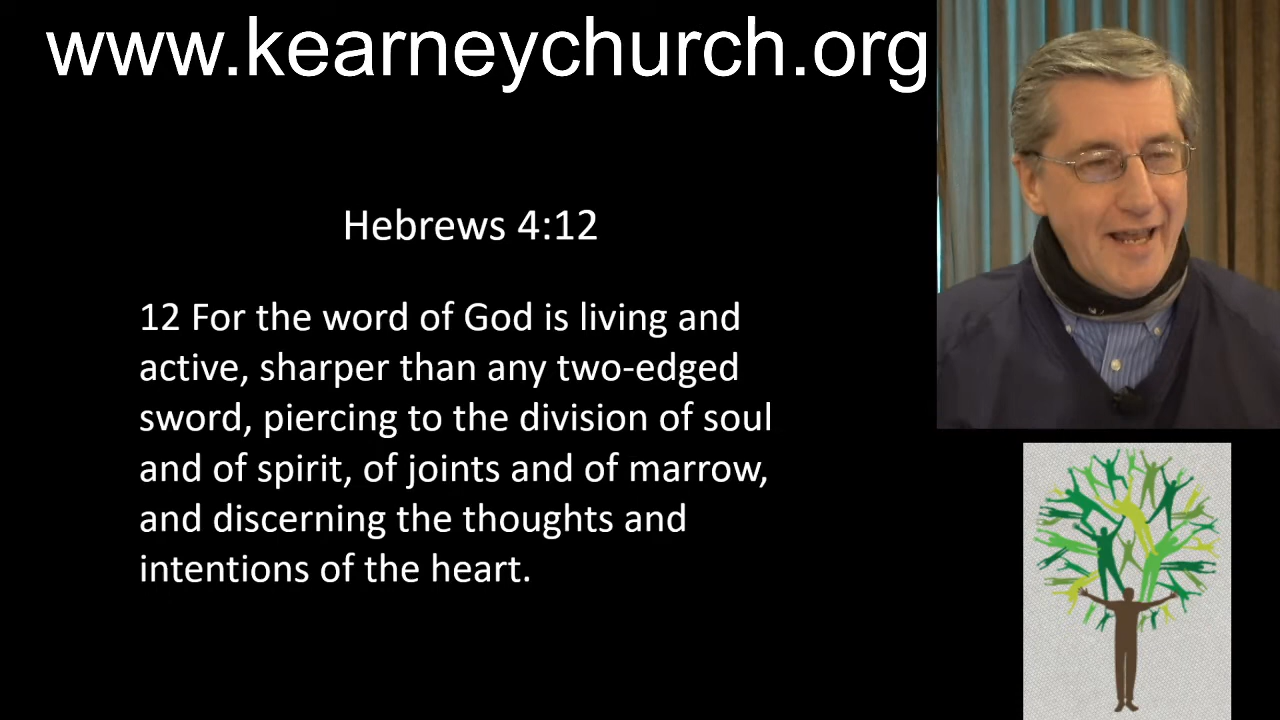 www.kearneychurch.org
Hebrews 4:12
12 For the word of God is living and
active, sharper than any two-edged
sword, piercing to the division of soul
and of spirit, of joints and of marrow,
and discerning the thoughts and
intentions of the heart.